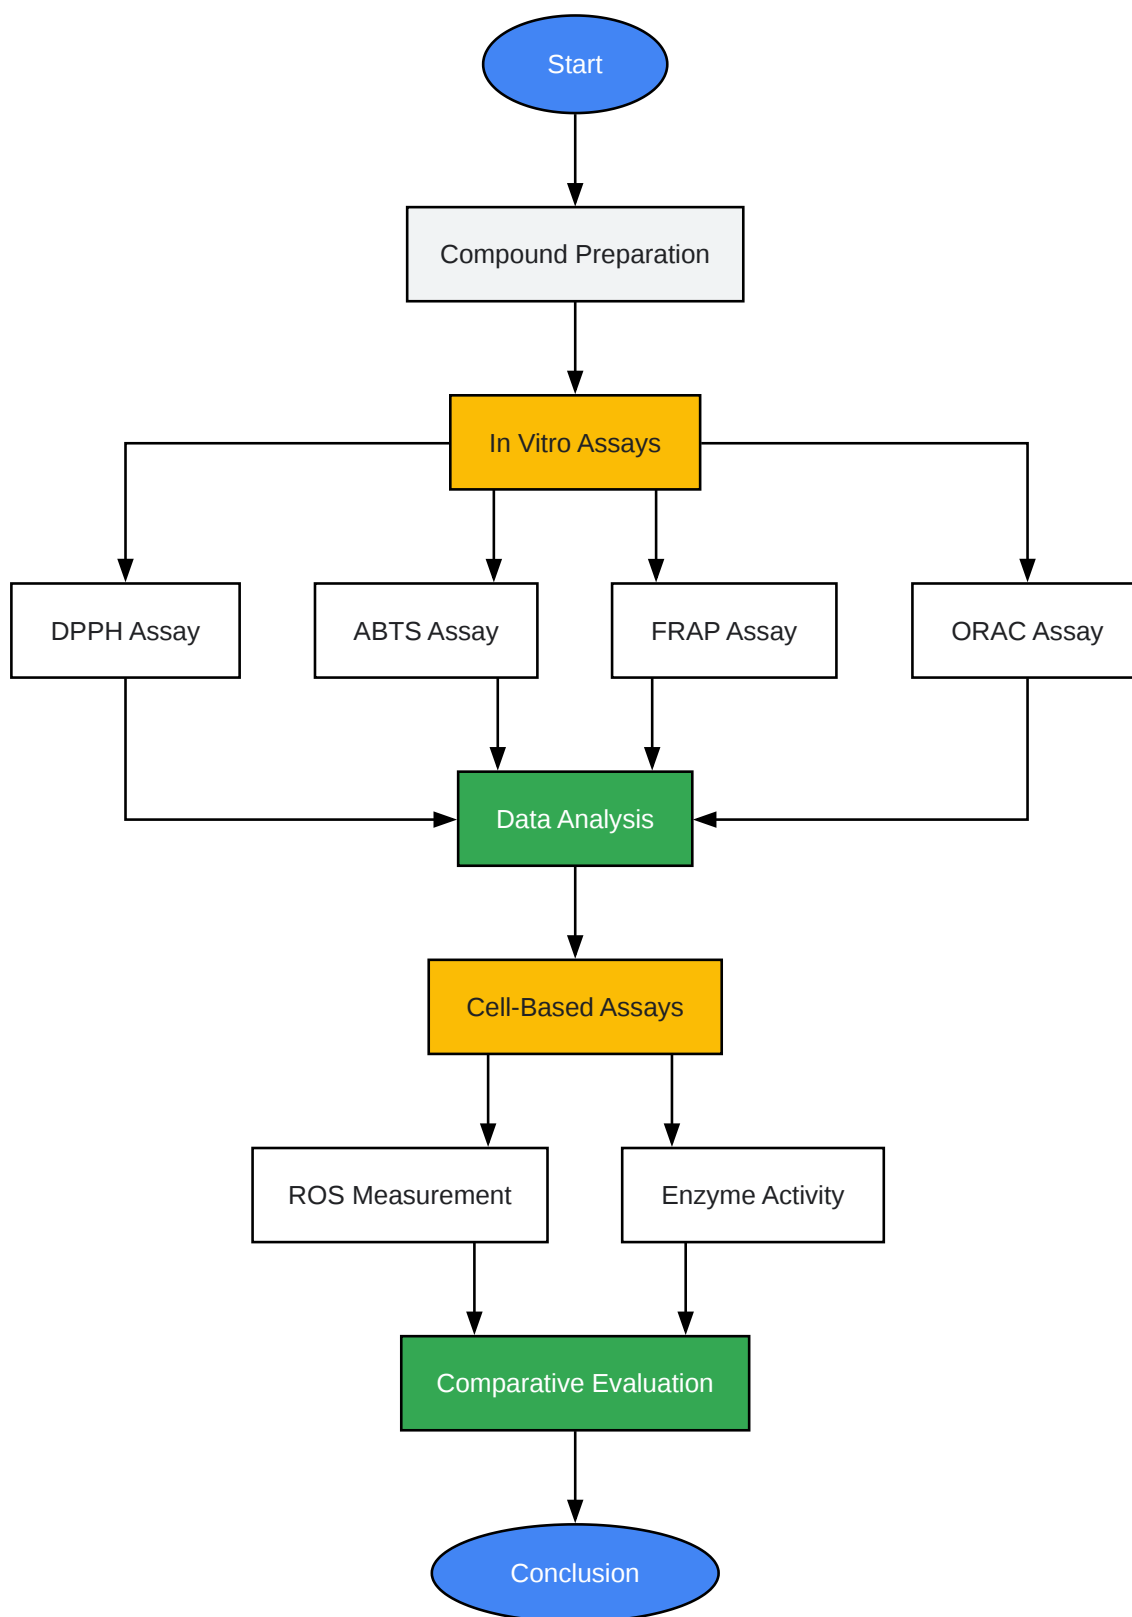 Start
Compound Preparation
In Vitro Assays
DPPH Assay
ABTS Assay
FRAP Assay
ORAC Assay
Data Analysis
Cell-Based Assays
ROS Measurement
Enzyme Activity
Comparative Evaluation
Conclusion